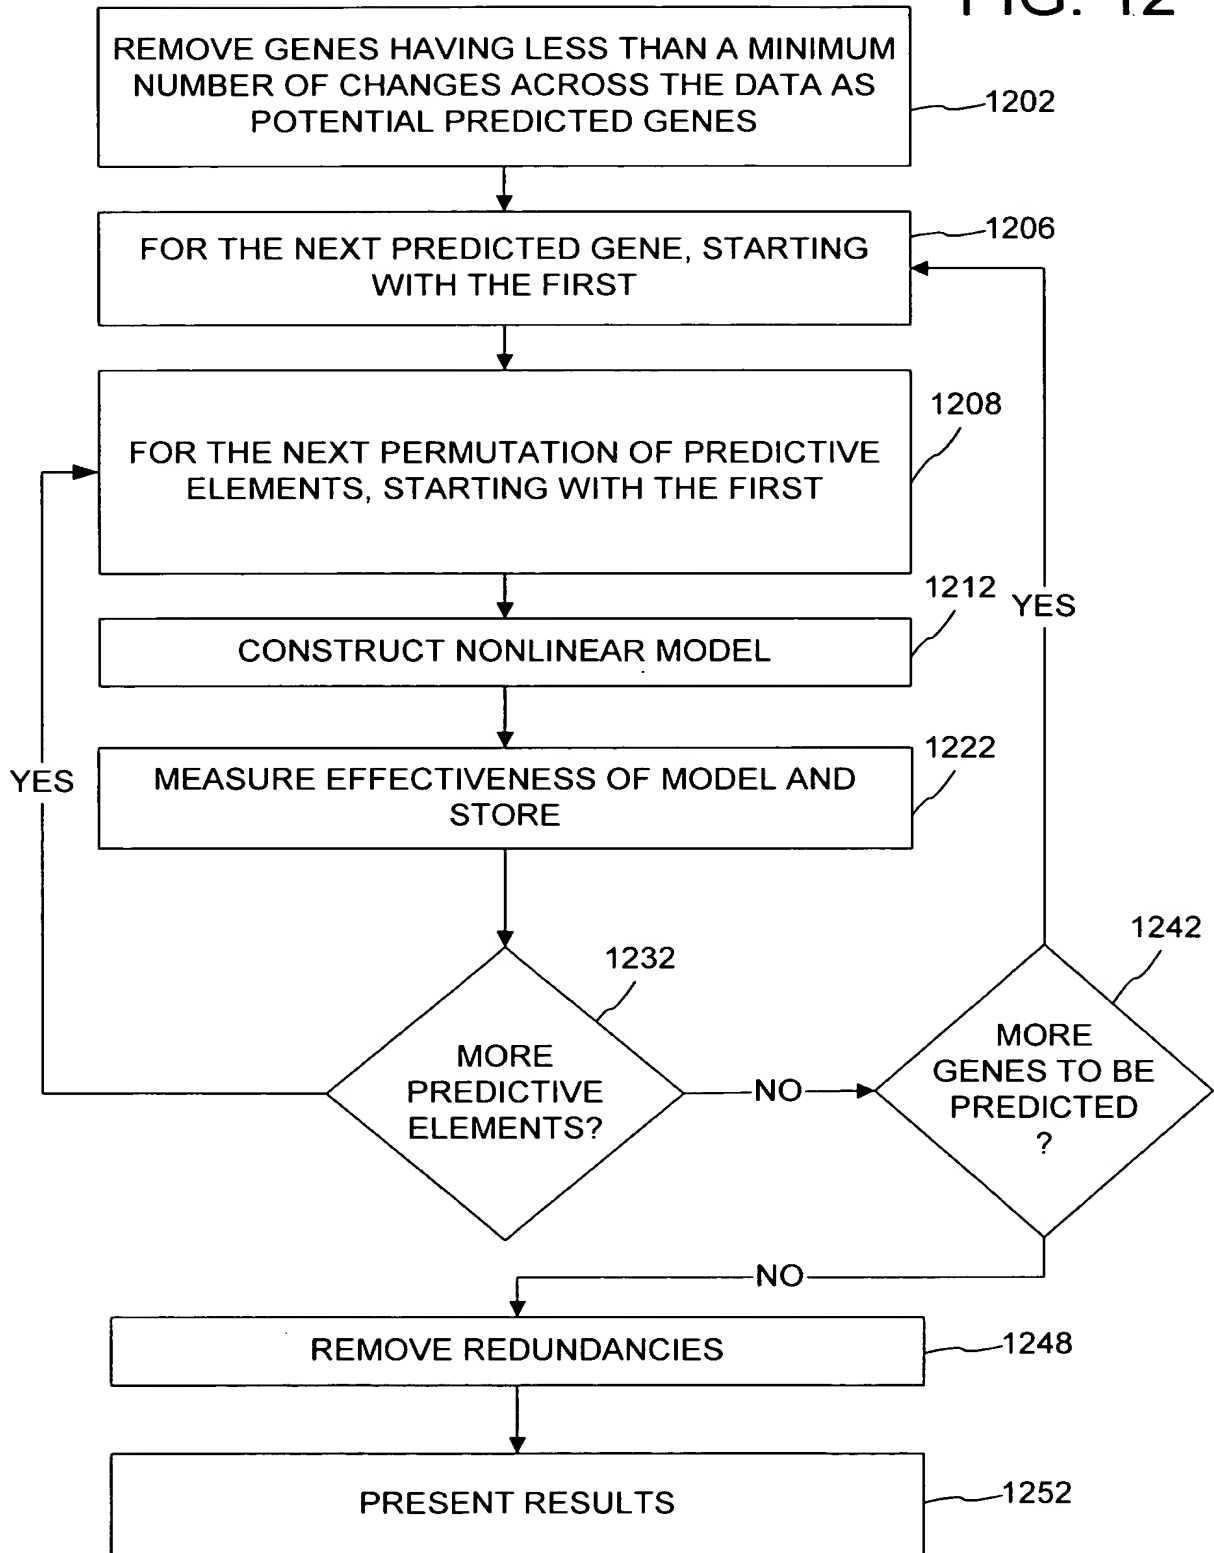 FIG. 12
REMOVE GENES HAVING LESS THAN A MINIMUM
NUMBER OF CHANGES ACROSS THE DATA AS
POTENTIAL PREDICTED GENES
1202
FOR THE NEXT PREDICTED GENE, STARTING
WITH THE FIRST
1206
FOR THE NEXT PERMUTATION OF PREDICTIVE
ELEMENTS, STARTING WITH THE FIRST
1208
CONSTRUCT NONLINEAR MODEL
1212
YES
MEASURE EFFECTIVENESS OF MODEL AND
STORE
1222
YES
MORE
PREDICTIVE
ELEMENTS?
1232
NO
MORE
GENES TO BE
PREDICTED
?
1242
NO
REMOVE REDUNDANCIES
1248
PRESENT RESULTS
1252